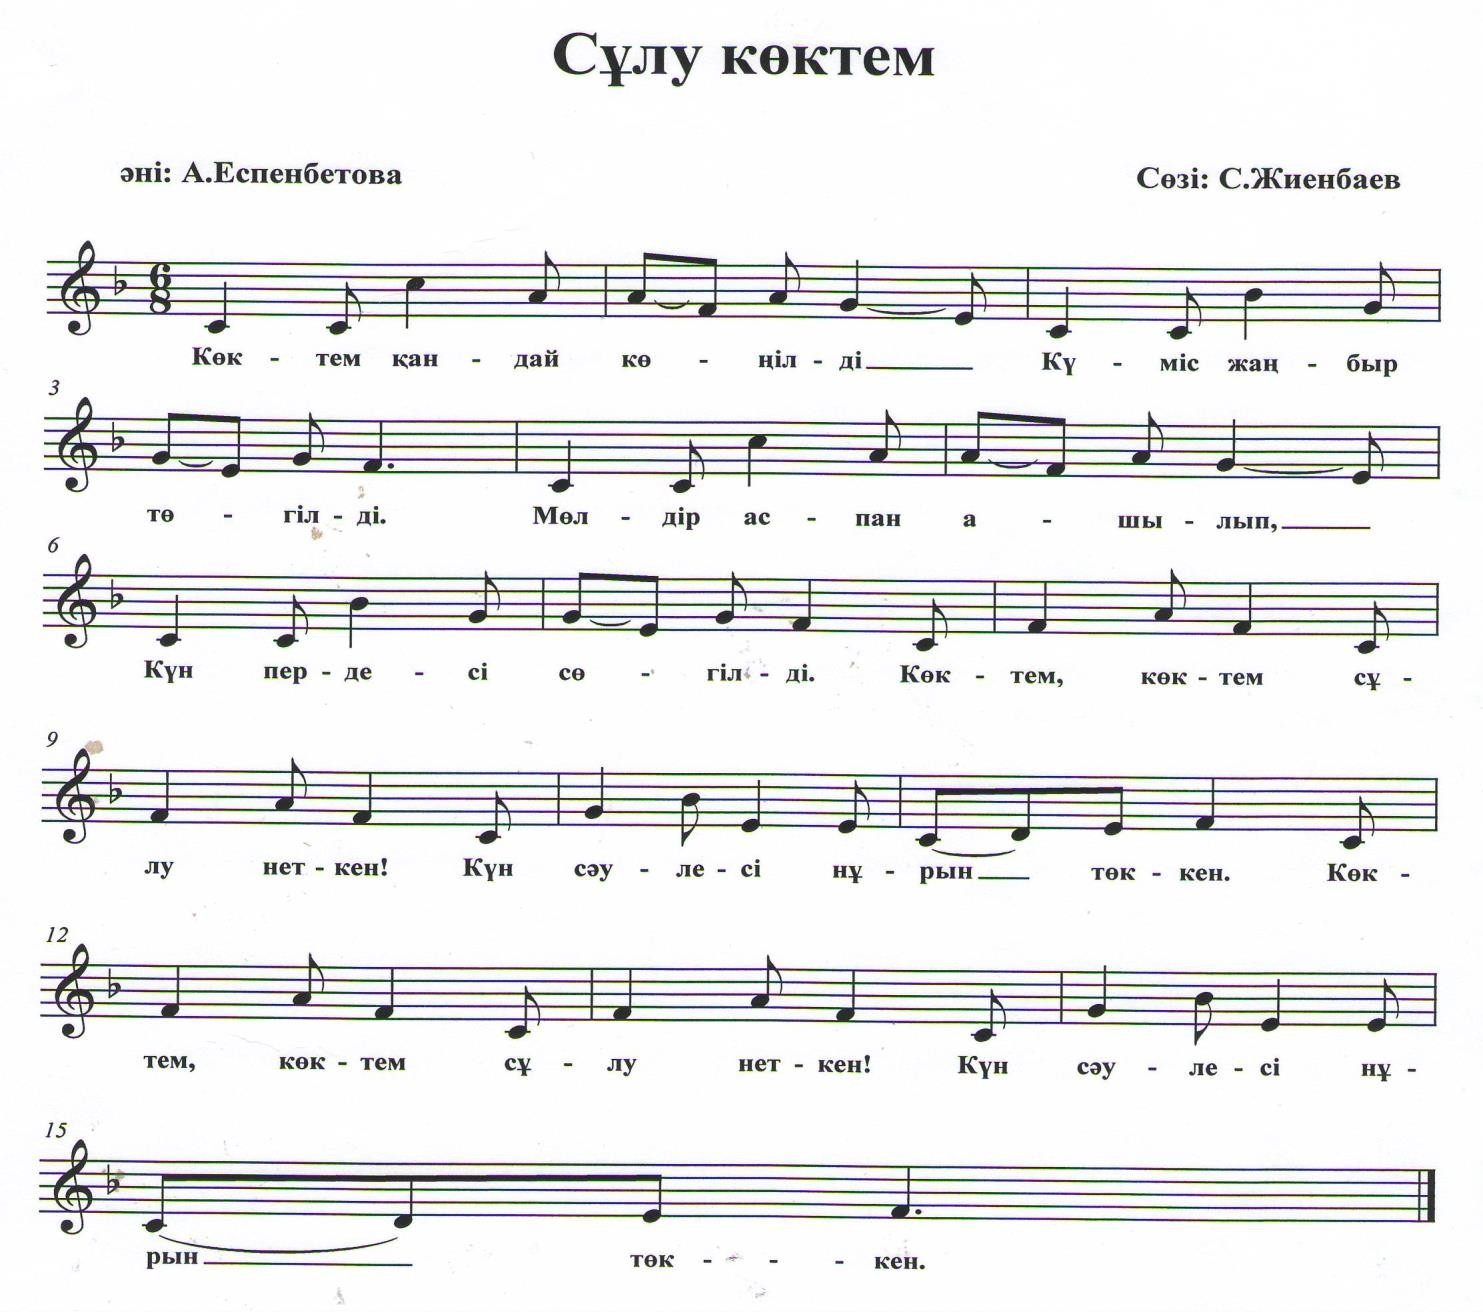 Сұлу көктем
әні: А.Еспенбетова
Сөзі: С.Жиенбаев
6
8
Көк - тем қан - дай кө - ңіл - ді Кү - міс жаң - быр
3
тө - гіл - ді. Мөл - дір ас - пан а - шы - лып,
6
Күн пер - де - сі сө - гіл - ді. Көк - тем, көк - тем сұ -
9
лу нет - кен! Күн сәу - ле - сі нұ - рын төк - кен. Көк -
12
тем, көк - тем сұ - лу нет - кен! Күн сәу - ле - сі нұ -
15
рын төк - - - кен.